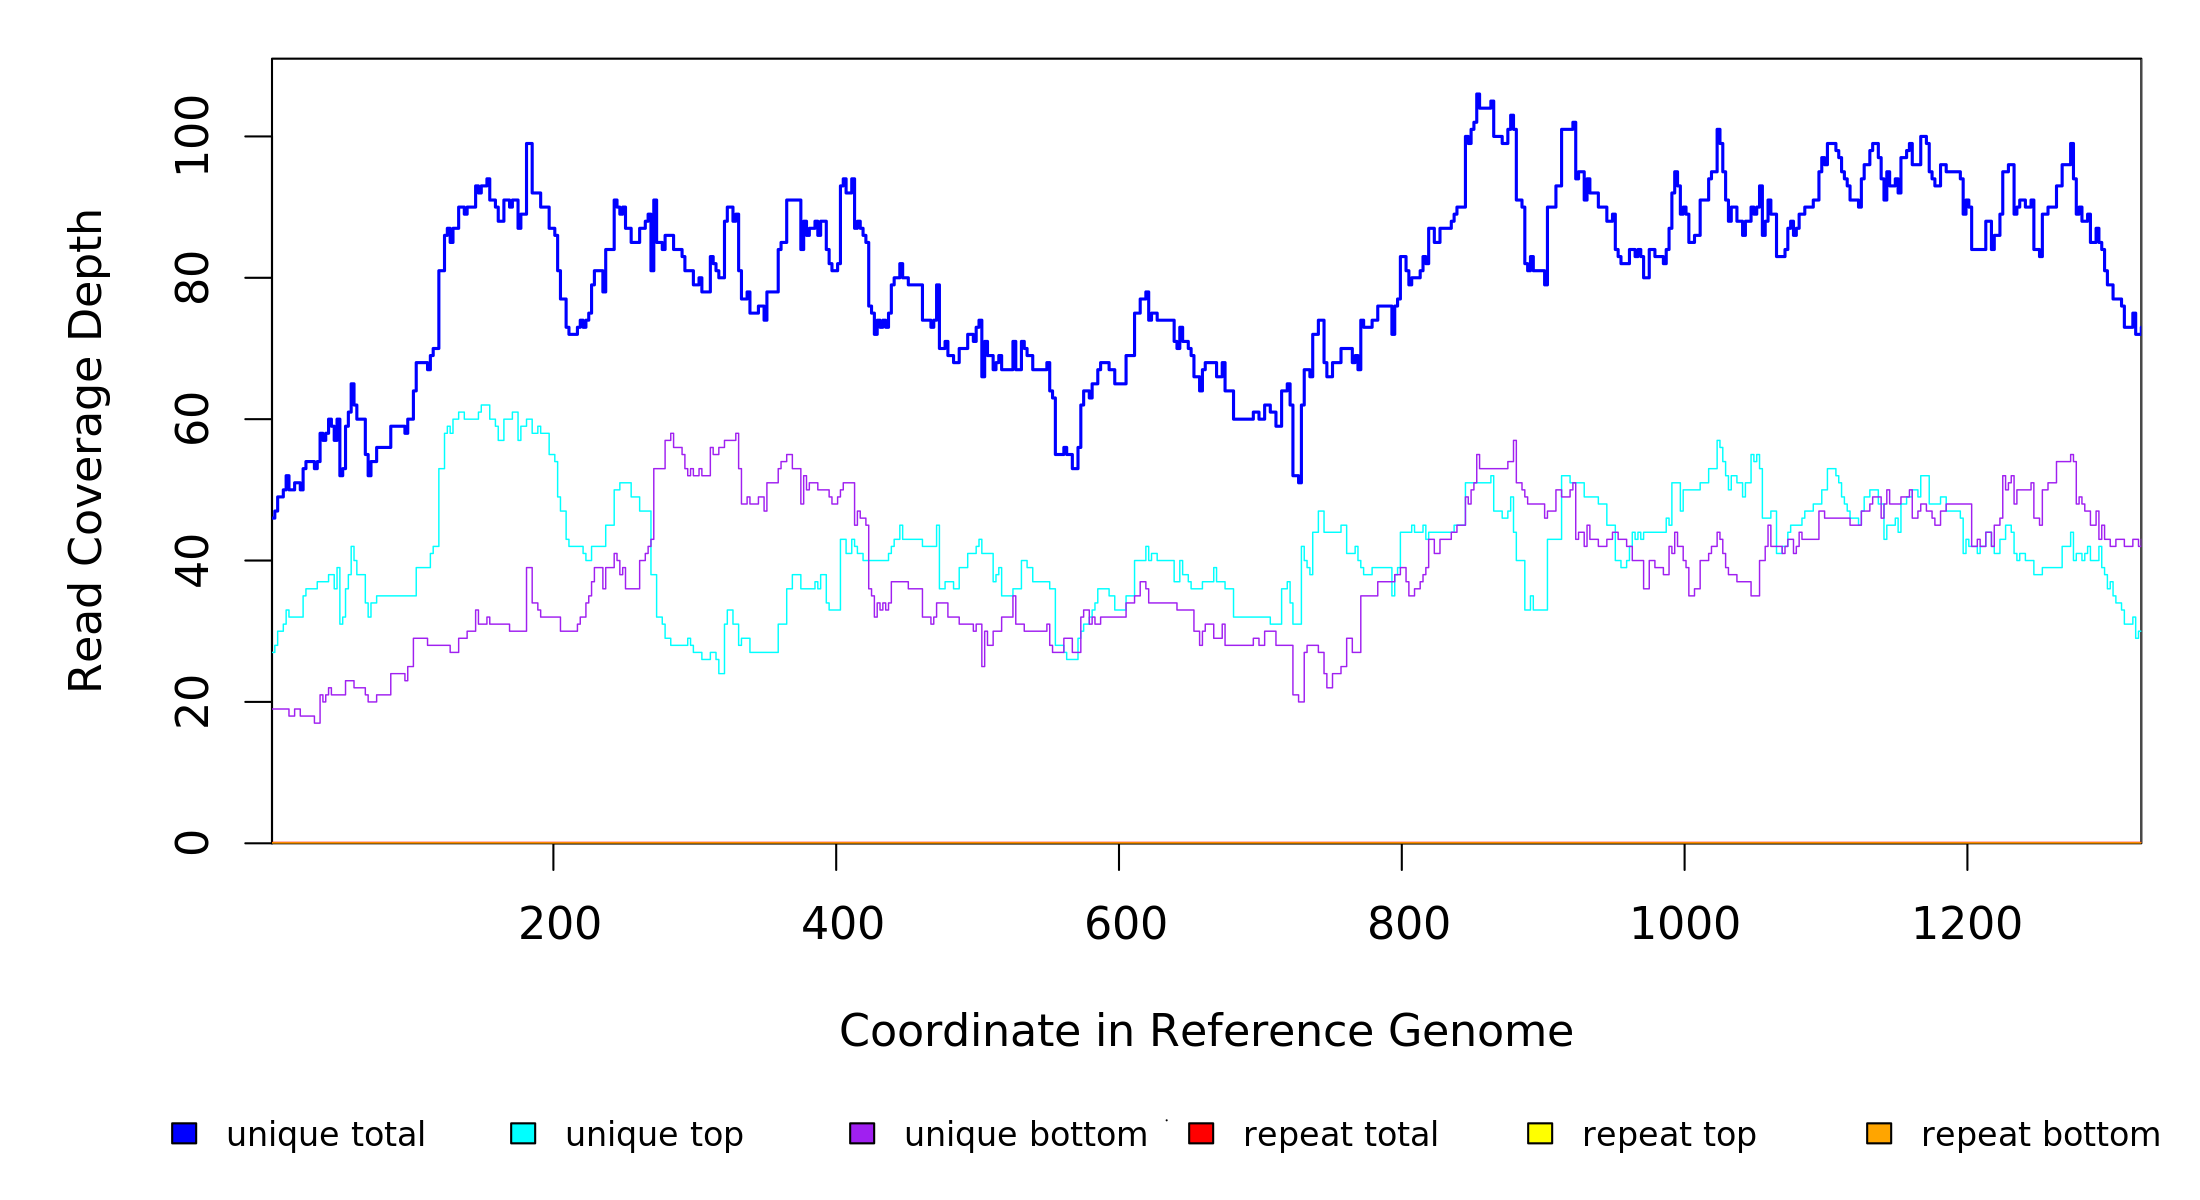 Read Coverage Depth
100
80
60
40
20
0
200 400 600 800 1000 1200
Coordinate in Reference Genome
unique total unique top unique bottom repeat total repeat top repeat bottom